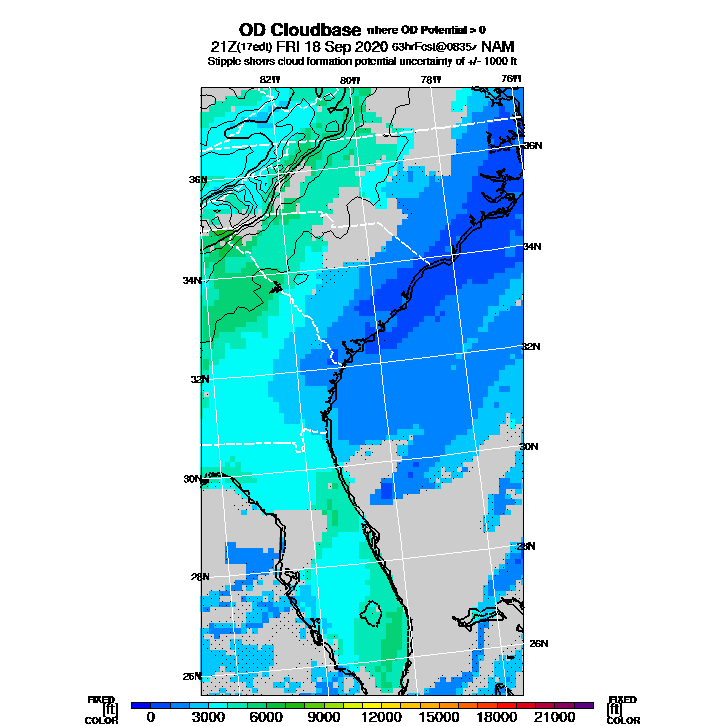 OD Cloudbase where OD Potential > 0
21Z(17edt) FRI 18 Sep 2020 63hrFcst@0835z NAM
Stipple shows cloud formation potential uncertainty of +/- 1000 ft
82W 80W 78W 76W
36N
36N
34N
34N
32N
32N
30N
30N
28N
28N
26N
26N
FIXED FIXED
[ft] [ft]
COLOR 0 3000 6000 9000 12000 15000 18000 21000 COLOR